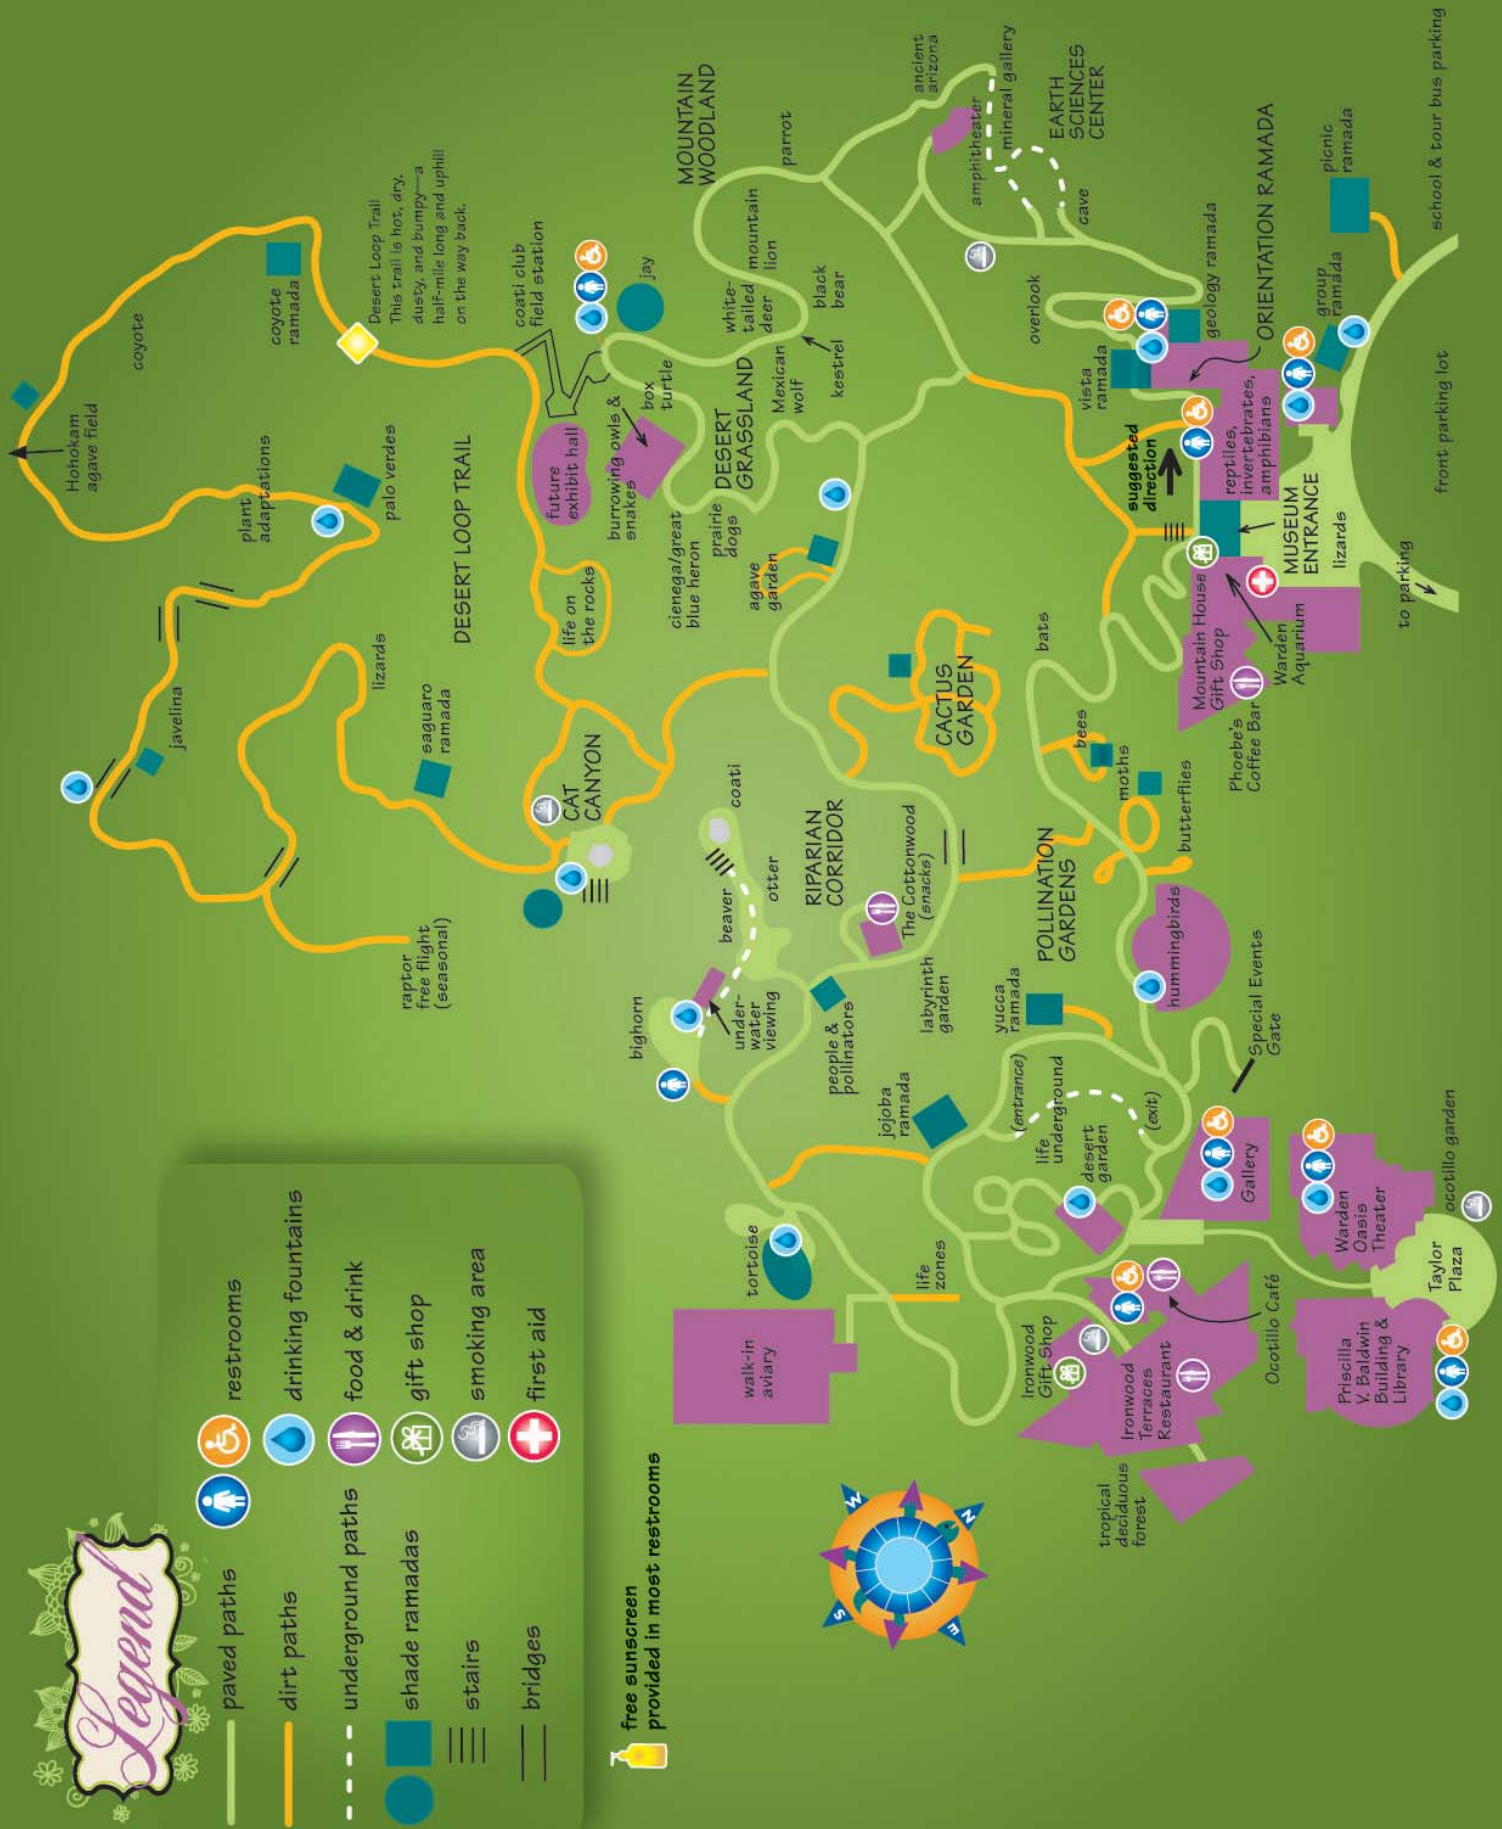 Legend
paved paths
dirt paths
underground paths
shade ramadas
stairs
bridges
restrooms
drinking fountains
food & drink
gift shop
smoking area
first aid
free sunscreen
provided in most restrooms
S
W
N
E
raptor
free flight
(seasonal)
javelina
lizards
saguaro
ramada
plant
adaptations
Hohokam
agave field
palo verdes
DESERT LOOP TRAIL
coyote
coyote
ramada
Desert Loop Trail
This trail is hot, dry,
dusty, and bumpy—a
half-mile long and uphill
on the way back.
coati club
field station
future
exhibit hall
life on
the rocks
burrowing owls &
snakes
box
turtle
jay
CAT
CANYON
cienega/great
blue heron
prairie
dogs
DESERT
GRASSLAND
Mexican
wolf
white-
tailed
deer
mountain
lion
black
bear
kestrel
MOUNTAIN
WOODLAND
parrot
ancient
arizona
amphitheater
mineral gallery
EARTH
SCIENCES
CENTER
cave
overlook
agave
garden
bighorn
under-
water
viewing
beaver
otter
coati
RIPARIAN
CORRIDOR
people &
pollinators
The Cottonwood
(snacks)
labyrinth
garden
CACTUS
GARDEN
tortoise
walk-in
aviary
life
zones
jojoba
ramada
yucca
ramada
(entrance)
life
underground
(exit)
desert
garden
POLLINATION
GARDENS
bats
bees
moths
butterflies
hummingbirds
Special Events
Gate
Gallery
Ironwood
Gift Shop
Ironwood
Terraces
Restaurant
Ocotillo Café
tropical
deciduous
forest
Warden
Oasis
Theater
Priscilla
V. Baldwin
Building &
Library
Taylor
Plaza
ocotillo garden
Mountain House
Gift Shop
Phoebe's
Coffee Bar
Warden
Aquarium
MUSEUM
ENTRANCE
lizards
suggested
direction
vista
ramada
reptiles,
invertebrates,
amphibians
geology ramada
ORIENTATION RAMADA
group
ramada
picnic
ramada
to parking
front parking lot
school & tour bus parking